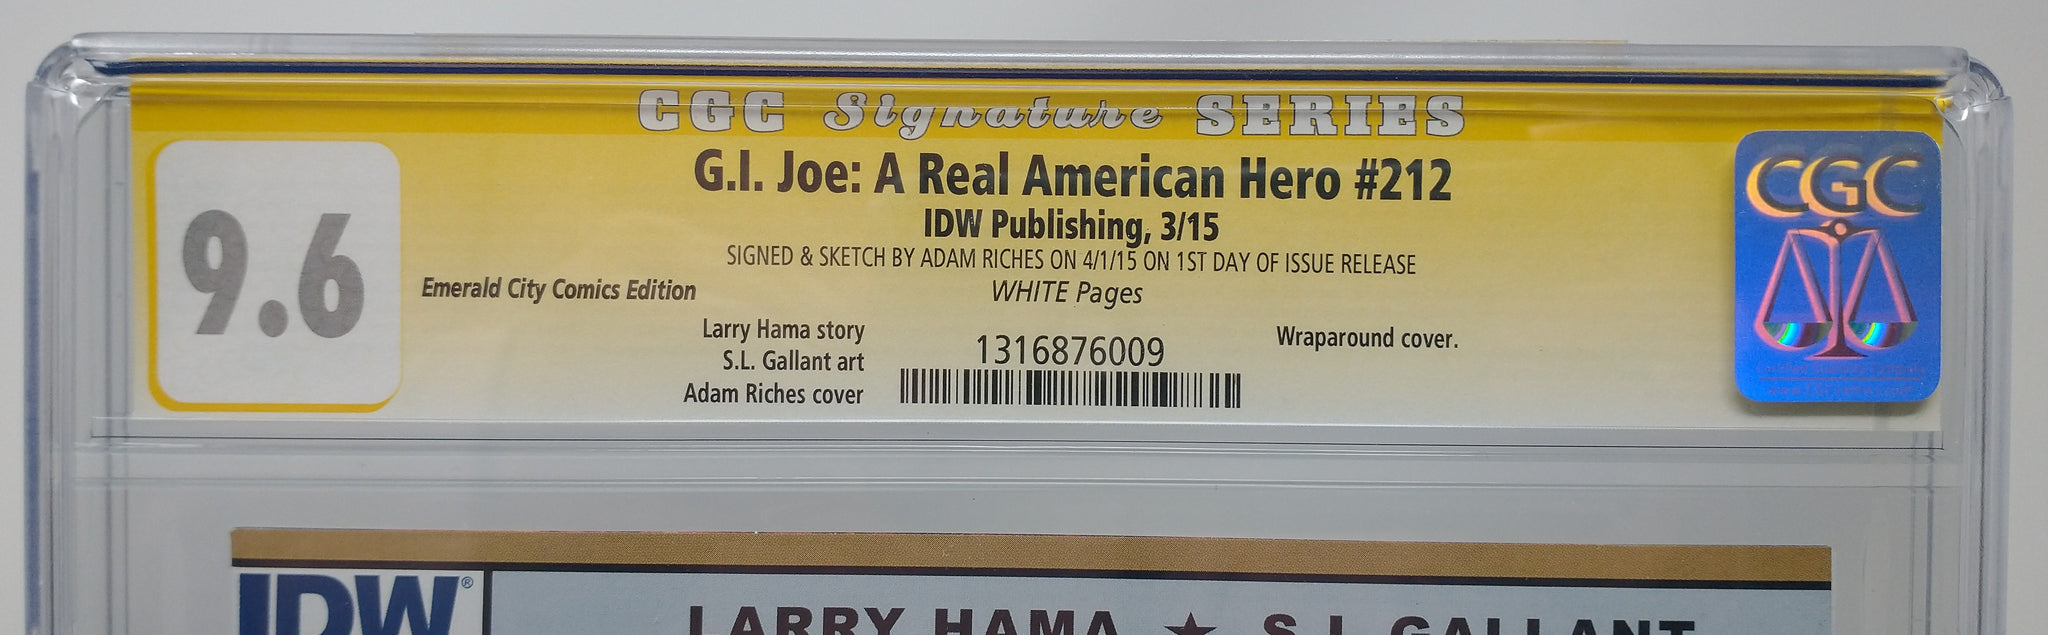 CGC Signature SERIES
9.6
G.I. Joe: A Real American Hero #212
IDW Publishing, 3/15
SIGNED & SKETCH BY ADAM RICHES ON 4/1/15 ON 1ST DAY OF ISSUE RELEASE
Emerald City Comics Edition
WHITE Pages
Larry Hama story
S.L. Gallant art
Adam Riches cover
1316876009
Wraparound cover.
CGC
IDW®
LARRY HAMA ★ S.L. GALLANT